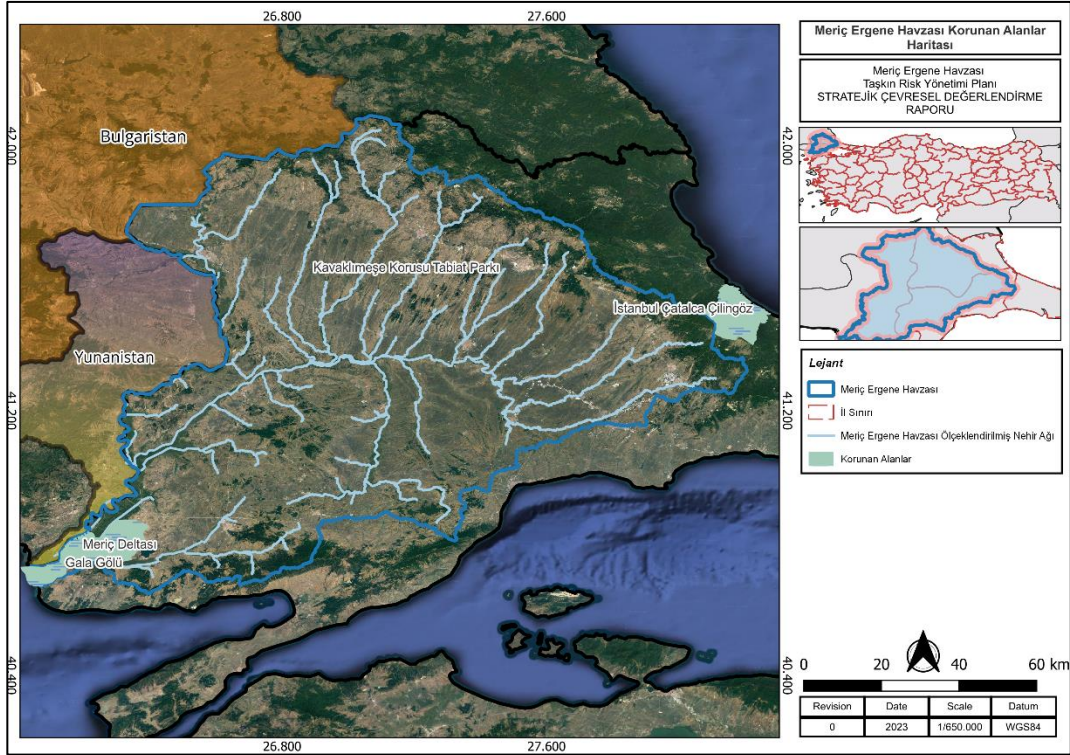 26.800
27.600
42.000
42.000
41.200
41.200
40.400
26.800
27.600
Bulgaristan
Yunanistan
Kavaklımeşe Korusu Tabiat Parkı
İstanbul Çatalca Çilingöz
Meriç Deltası
Gala Gölü
Meriç Ergene Havzası Korunan Alanlar
Haritası
Meriç Ergene Havzası
Taşkın Risk Yönetimi Planı
STRATEJİK ÇEVRESEL DEĞERLENDİRME
RAPORU
Lejant
Meriç Ergene Havzası
İl Sınırı
Meriç Ergene Havzası Ölçeklendirilmiş Nehir Ağı
Korunan Alanlar
0 20 40 60 km
Revision Date Scale Datum
0 2023 1/650.000 WGS84